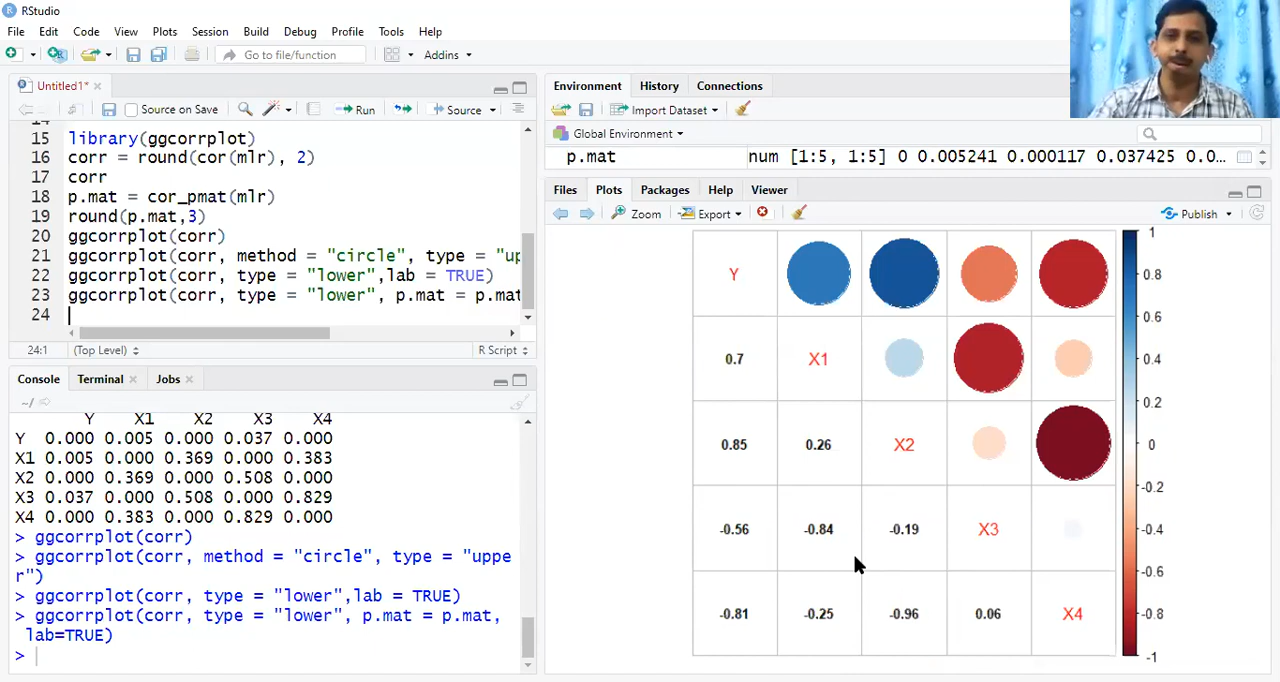 RStudio
File Edit Code View Plots Session Build Debug Profile Tools Help
Go to file/function Addins
Untitled1*
Source on Save Run Source
15 library(ggcorrplot)
16 corr = round(cor(mlr), 2)
17 corr
18 p.mat = cor_pmat(mlr)
19 round(p.mat,3)
20 ggcorrplot(corr)
21 ggcorrplot(corr, method = "circle", type = "up
22 ggcorrplot(corr, type = "lower",lab = TRUE)
23 ggcorrplot(corr, type = "lower", p.mat = p.mat
24
24:1 (Top Level) R Script
Console Terminal Jobs
~/
Y X1 X2 X3 X4
Y 0.000 0.005 0.000 0.037 0.000
X1 0.005 0.000 0.369 0.000 0.383
X2 0.000 0.369 0.000 0.508 0.000
X3 0.037 0.000 0.508 0.000 0.829
X4 0.000 0.383 0.000 0.829 0.000
> ggcorrplot(corr)
> ggcorrplot(corr, method = "circle", type = "uppe
r")
> ggcorrplot(corr, type = "lower",lab = TRUE)
> ggcorrplot(corr, type = "lower", p.mat = p.mat,
lab=TRUE)
>
Environment History Connections
Import Dataset
Global Environment
p.mat num [1:5, 1:5] 0 0.005241 0.000117 0.037425 0.0...
Files Plots Packages Help Viewer
Zoom Export Publish
Y
0.7 X1
0.85 0.26 X2
-0.56 -0.84 -0.19 X3
-0.81 -0.25 -0.96 0.06 X4
1
0.8
0.6
0.4
0.2
0
-0.2
-0.4
-0.6
-0.8
-1